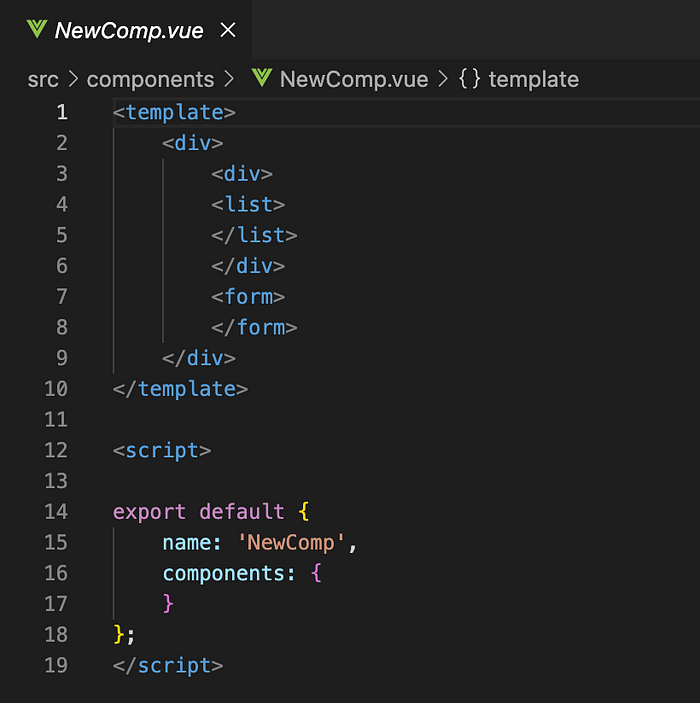 NewComp.vue ×
src > components > NewComp.vue > {} template
1 <template>
2     <div>
3         <div>
4         <list>
5         </list>
6         </div>
7         <form>
8         </form>
9     </div>
10 </template>
11
12 <script>
13
14 export default {
15     name: 'NewComp',
16     components: {
17     }
18 };
19 </script>